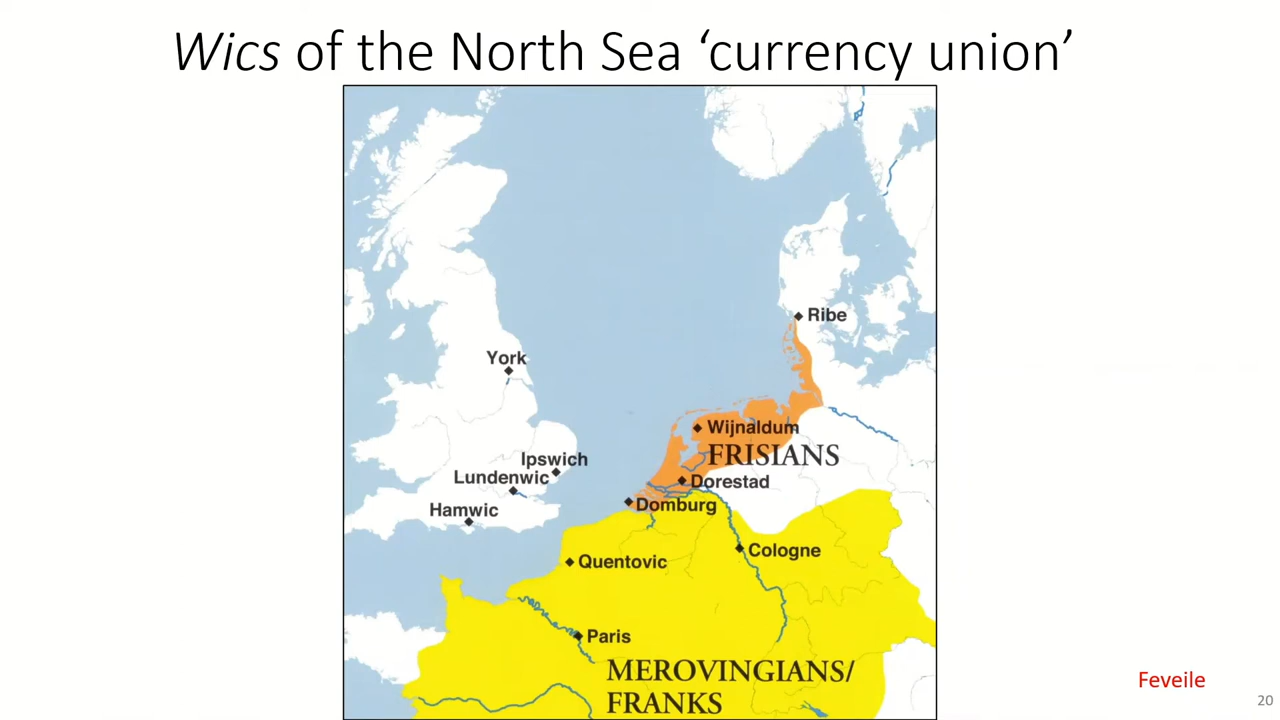 Wics of the North Sea ‘currency union’
Ribe
York
Wijnaldum
FRISIANS
Ipswich
Lundenwic
Dorestad
Hamwic
Domburg
Cologne
Quentovic
Paris
MEROVINGIANS/
FRANKS
Feveile
20